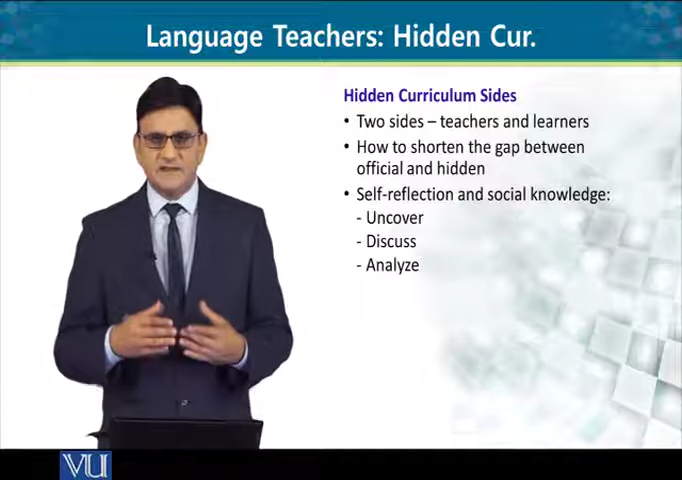 Language Teachers: Hidden Cur.
Hidden Curriculum Sides
• Two sides – teachers and learners
• How to shorten the gap between
official and hidden
• Self-reflection and social knowledge:
- Uncover
- Discuss
- Analyze
VU